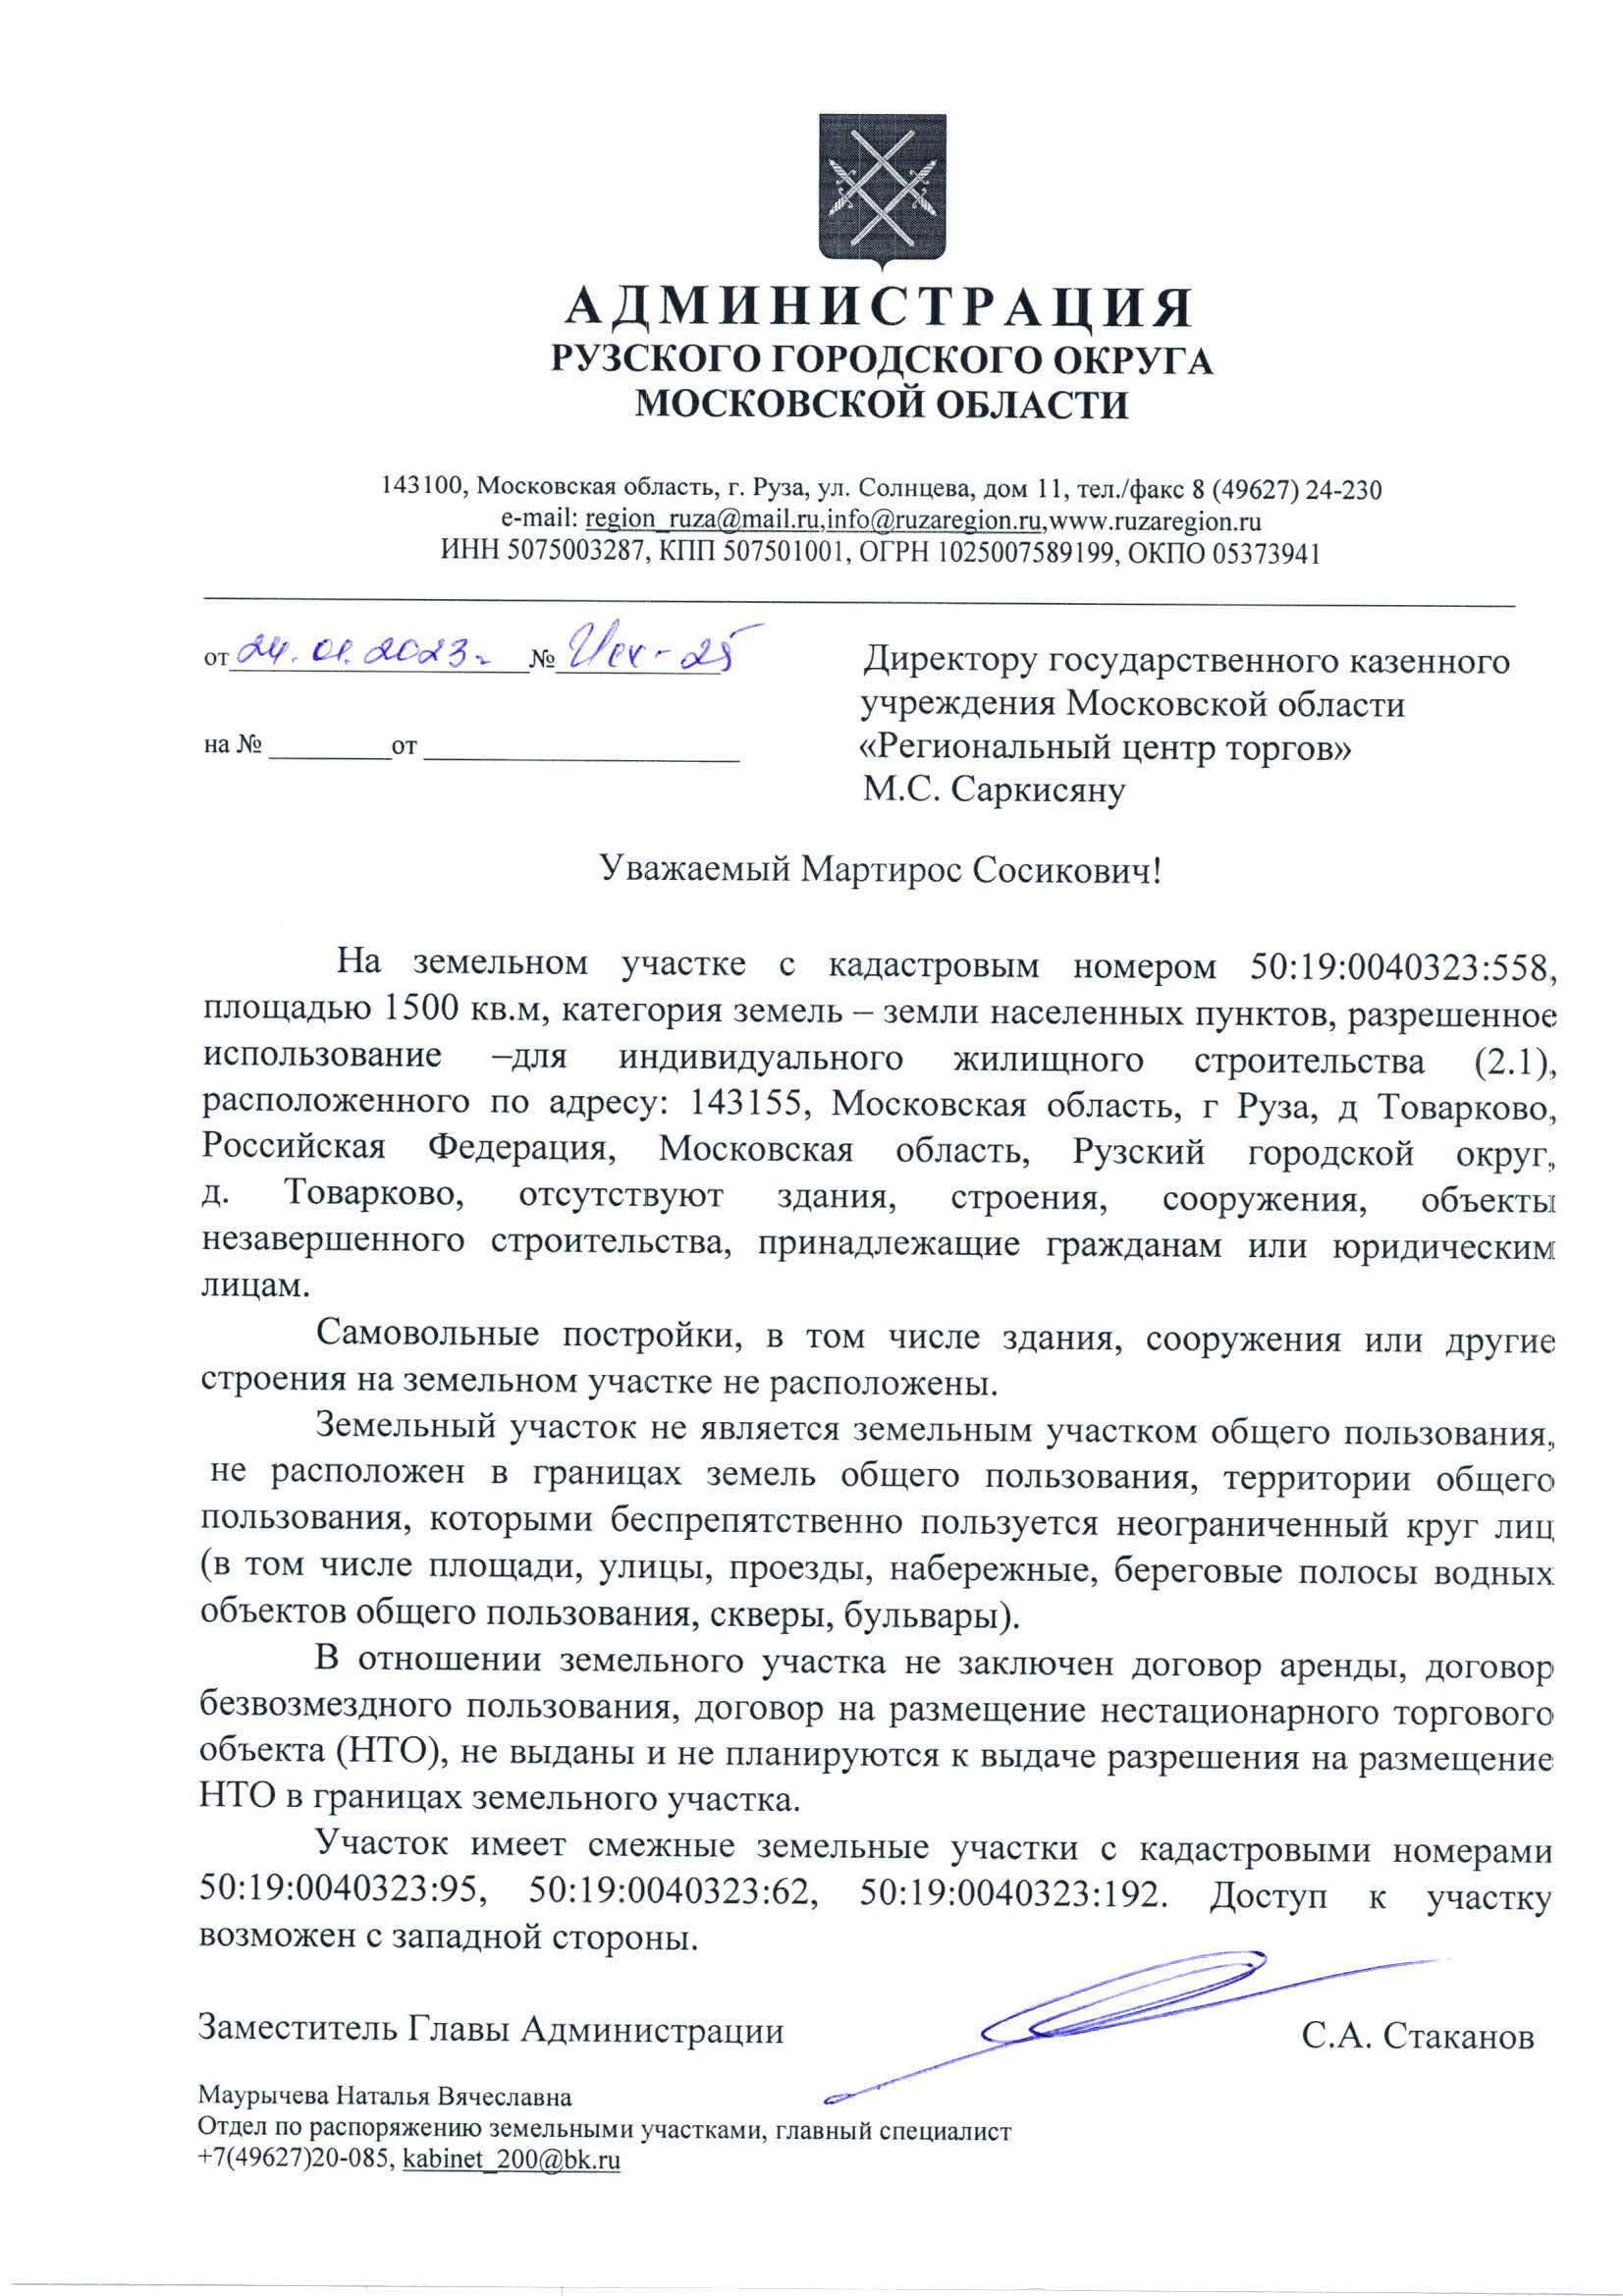 АДМИНИСТРАЦИЯ
РУЗСКОГО ГОРОДСКОГО ОКРУГА
МОСКОВСКОЙ ОБЛАСТИ
143100, Московская область, г. Руза, ул. Солнцева, дом 11, тел./факс 8 (49627) 24-230
e-mail: region_ruza@mail.ru,info@ruzaregion.ru,www.ruzaregion.ru
ИНН 5075003287, КПП 507501001, ОГРН 1025007589199, ОКПО 05373941
от 24.01.2023г. № Исх-25
на № _________от _______________________
Директору государственного казенного
учреждения Московской области
«Региональный центр торгов»
М.С. Саркисяну
Уважаемый Мартирос Сосикович!
На земельном участке с кадастровым номером 50:19:0040323:558,
площадью 1500 кв.м, категория земель – земли населенных пунктов, разрешенное
использование –для индивидуального жилищного строительства (2.1),
расположенного по адресу: 143155, Московская область, г Руза, д Товарково,
Российская Федерация, Московская область, Рузский городской округ,
д. Товарково, отсутствуют здания, строения, сооружения, объекты
незавершенного строительства, принадлежащие гражданам или юридическим
лицам.
Самовольные постройки, в том числе здания, сооружения или другие
строения на земельном участке не расположены.
Земельный участок не является земельным участком общего пользования,
не расположен в границах земель общего пользования, территории общего
пользования, которыми беспрепятственно пользуется неограниченный круг лиц
(в том числе площади, улицы, проезды, набережные, береговые полосы водных
объектов общего пользования, скверы, бульвары).
В отношении земельного участка не заключен договор аренды, договор
безвозмездного пользования, договор на размещение нестационарного торгового
объекта (НТО), не выданы и не планируются к выдаче разрешения на размещение
НТО в границах земельного участка.
Участок имеет смежные земельные участки с кадастровыми номерами
50:19:0040323:95, 50:19:0040323:62, 50:19:0040323:192. Доступ к участку
возможен с западной стороны.
Заместитель Главы Администрации С.А. Стаканов
Маурычева Наталья Вячеславна
Отдел по распоряжению земельными участками, главный специалист
+7(49627)20-085, kabinet_200@bk.ru